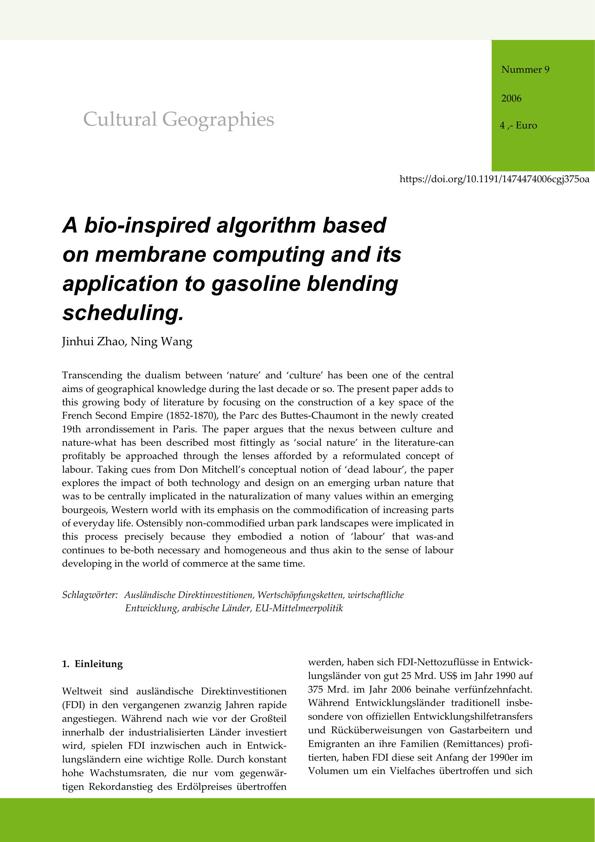 Nummer 9
2006
4 ,- Euro
Cultural Geographies
https://doi.org/10.1191/1474474006cgj375oa
A bio-inspired algorithm based
on membrane computing and its
application to gasoline blending
scheduling.
Jinhui Zhao, Ning Wang
Transcending the dualism between ‘nature’ and ‘culture’ has been one of the central
aims of geographical knowledge during the last decade or so. The present paper adds to
this growing body of literature by focusing on the construction of a key space of the
French Second Empire (1852-1870), the Parc des Buttes-Chaumont in the newly created
19th arrondissement in Paris. The paper argues that the nexus between culture and
nature-what has been described most fittingly as ‘social nature’ in the literature-can
profitably be approached through the lenses afforded by a reformulated concept of
labour. Taking cues from Don Mitchell’s conceptual notion of ‘dead labour’, the paper
explores the impact of both technology and design on an emerging urban nature that
was to be centrally implicated in the naturalization of many values within an emerging
bourgeois, Western world with its emphasis on the commodification of increasing parts
of everyday life. Ostensibly non-commodified urban park landscapes were implicated in
this process precisely because they embodied a notion of ‘labour’ that was-and
continues to be-both necessary and homogeneous and thus akin to the sense of labour
developing in the world of commerce at the same time.
Schlagwörter: Ausländische Direktinvestitionen, Wertschöpfungsketten, wirtschaftliche
Entwicklung, arabische Länder, EU-Mittelmeerpolitik
1. Einleitung
Weltweit sind ausländische Direktinvestitionen
(FDI) in den vergangenen zwanzig Jahren rapide
angestiegen. Während nach wie vor der Großteil
innerhalb der industrialisierten Länder investiert
wird, spielen FDI inzwischen auch in Entwick-
lungsländern eine wichtige Rolle. Durch konstant
hohe Wachstumsraten, die nur vom gegenwär-
tigen Rekordanstieg des Erdölpreises übertroffen
werden, haben sich FDI-Nettozuflüsse in Entwick-
lungsländer von gut 25 Mrd. US$ im Jahr 1990 auf
375 Mrd. im Jahr 2006 beinahe verfünfzehnfacht.
Während Entwicklungsländer traditionell insbe-
sondere von offiziellen Entwicklungshilfetransfers
und Rücküberweisungen von Gastarbeitern und
Emigranten an ihre Familien (Remittances) profi-
tierten, haben FDI diese seit Anfang der 1990er im
Volumen um ein Vielfaches übertroffen und sich